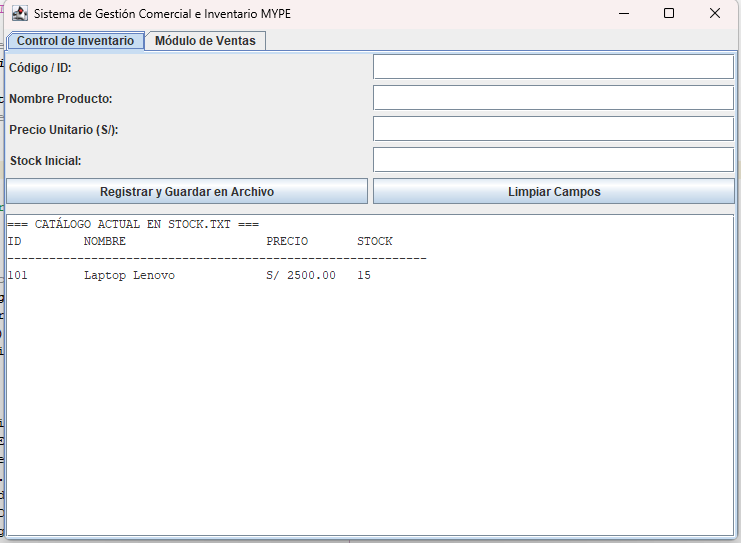 Sistema de Gestión Comercial e Inventario MYPE
Control de Inventario Módulo de Ventas
Código / ID:
Nombre Producto:
Precio Unitario (S/):
Stock Inicial:
Registrar y Guardar en Archivo Limpiar Campos
=== CATÁLOGO ACTUAL EN STOCK.TXT ===
ID NOMBRE PRECIO STOCK
------------------------------------------------------------
101 Laptop Lenovo S/ 2500.00 15